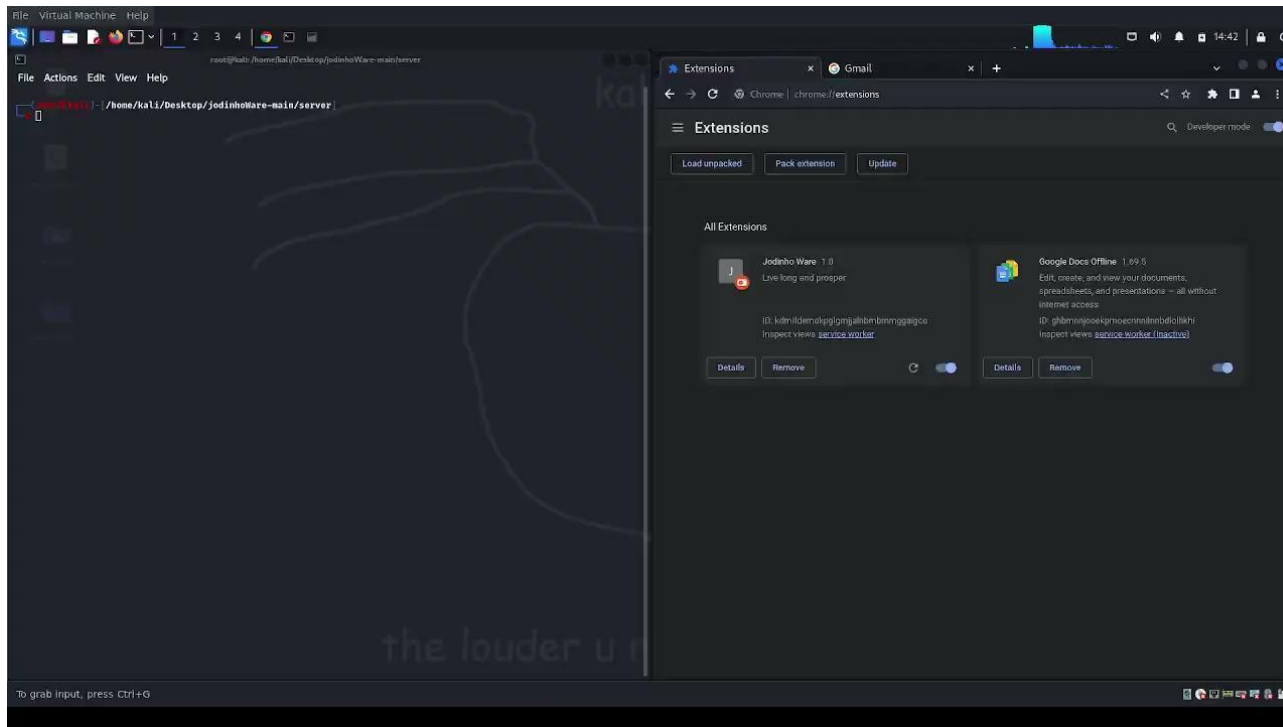 File Virtual Machine Help
1 2 3 4
14:42
root@kali: /home/kali/Desktop/jodinhoWare-main/server
File Actions Edit View Help
/home/kali/Desktop/jodinhoWare-main/server
kal
the louder u
Extensions
Gmail
Chrome | chrome://extensions
Extensions
Developer mode
Load unpacked Pack extension Update
All Extensions
J
Jodinho Ware 1.0
Live long and prosper
Inspect views service worker
Details Remove
Google Docs Offline 1.69.5
Edit, create, and view your documents,
spreadsheets, and presentations — all without
internet access
Inspect views service worker (Inactive)
Details Remove
To grab input, press Ctrl+G